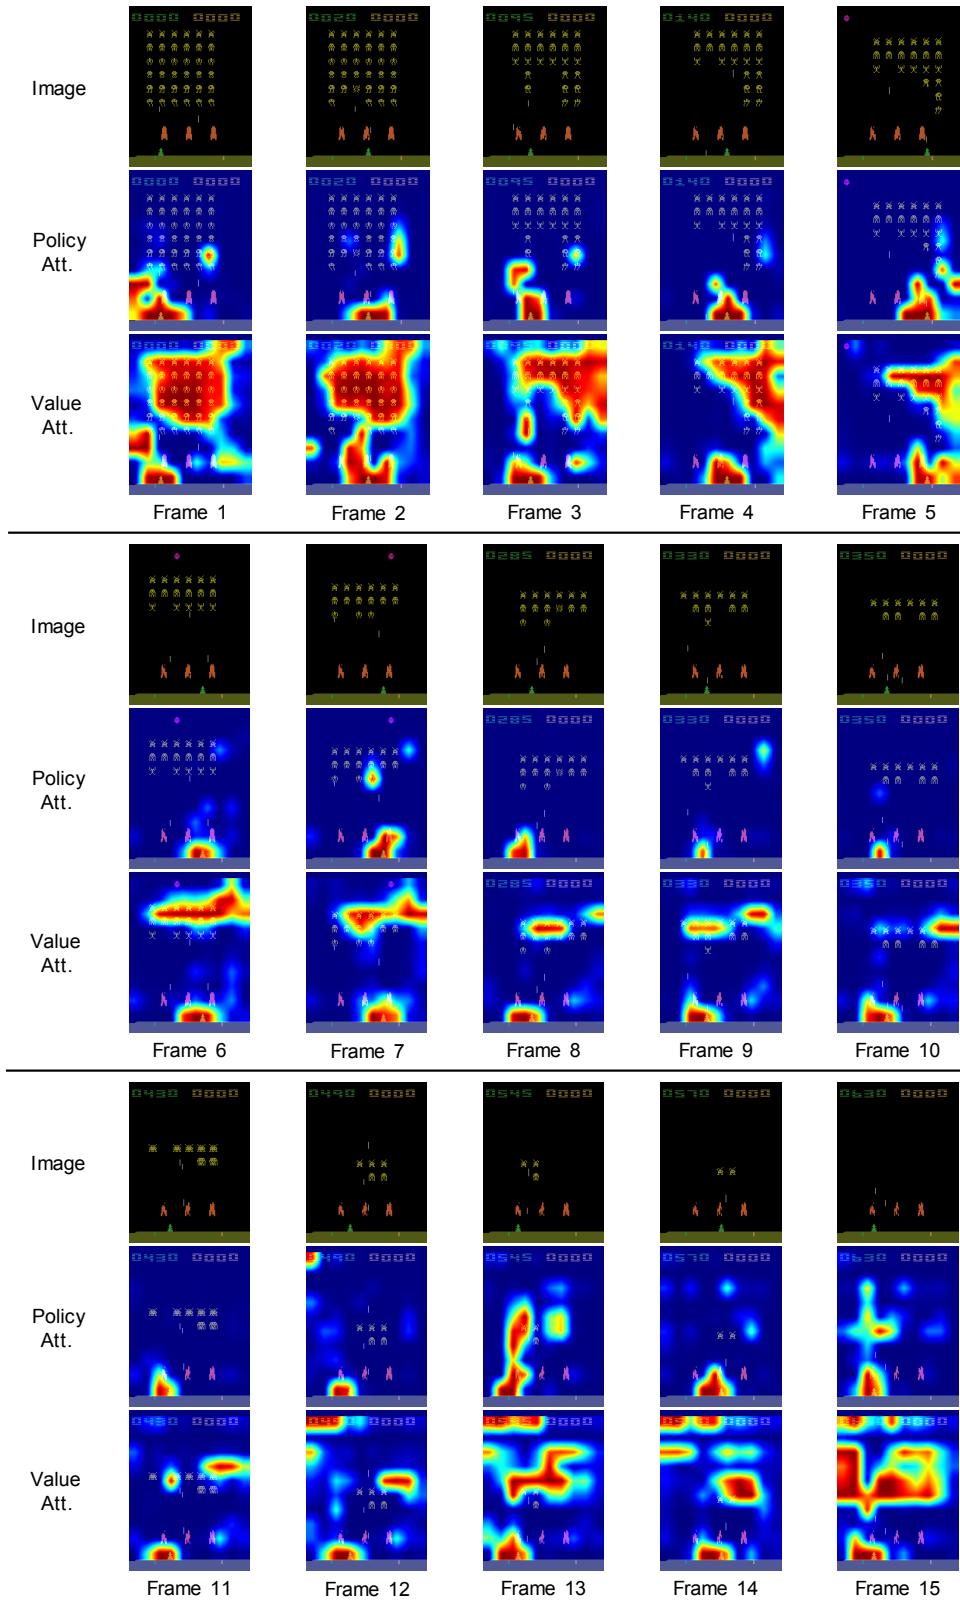 Image
Policy
Att.
Value
Att.
Frame 1 Frame 2 Frame 3 Frame 4 Frame 5
Image
Policy
Att.
Value
Att.
Frame 6 Frame 7 Frame 8 Frame 9 Frame 10
Image
Policy
Att.
Value
Att.
Frame 11 Frame 12 Frame 13 Frame 14 Frame 15